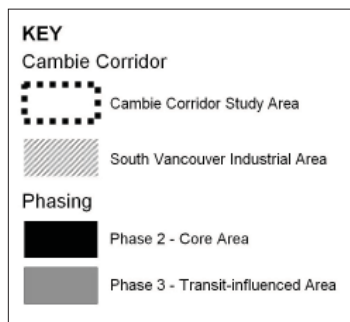 KEY
Cambie Corridor
Cambie Corridor Study Area
South Vancouver Industrial Area
Phasing
Phase 2 - Core Area
Phase 3 - Transit-influenced Area